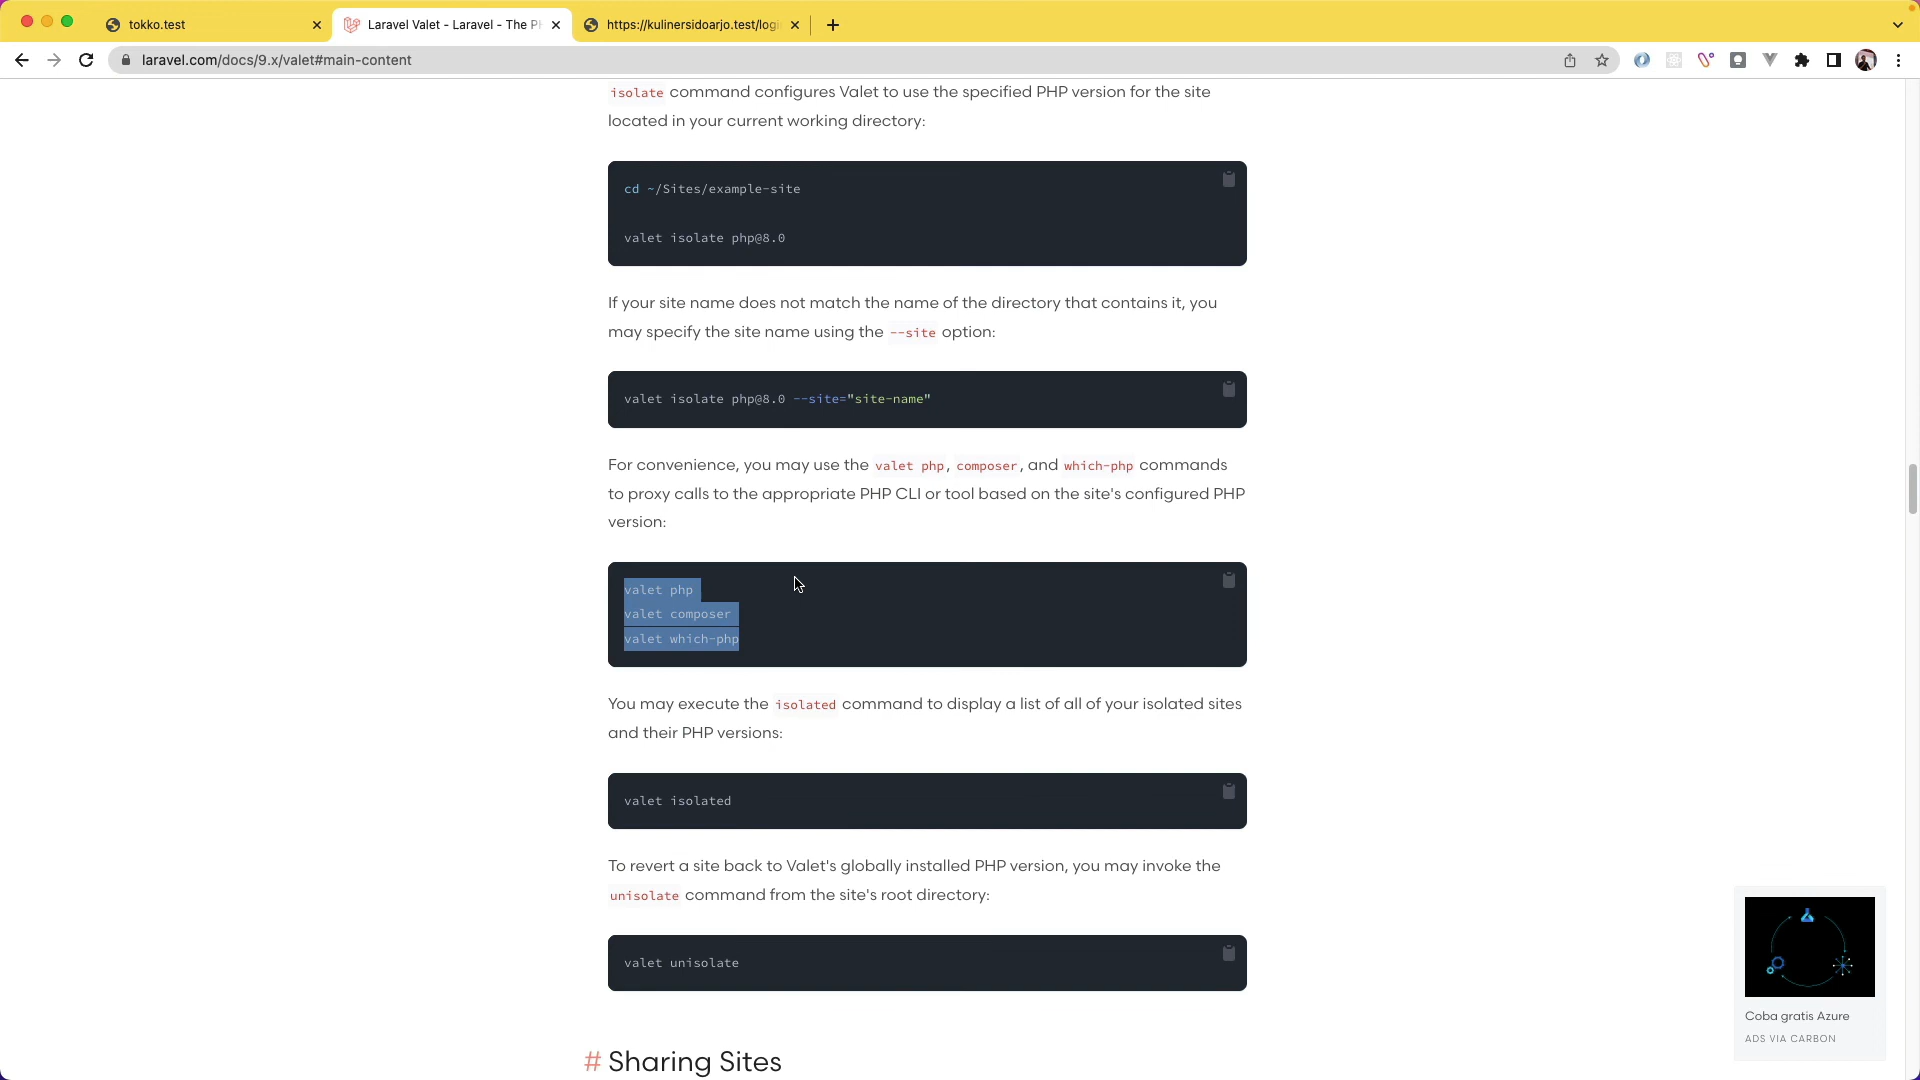 tokko.test
Laravel Valet - Laravel - The P
https://kulinersidoarjo.test/logi
laravel.com/docs/9.x/valet#main-content
isolate command configures Valet to use the specified PHP version for the site
located in your current working directory:
cd ~/Sites/example-site
valet isolate php@8.0
If your site name does not match the name of the directory that contains it, you
may specify the site name using the --site option:
valet isolate php@8.0 --site="site-name"
For convenience, you may use the valet php, composer, and which-php commands
to proxy calls to the appropriate PHP CLI or tool based on the site's configured PHP
version:
valet php
valet composer
valet which-php
You may execute the isolated command to display a list of all of your isolated sites
and their PHP versions:
valet isolated
To revert a site back to Valet's globally installed PHP version, you may invoke the
unisolate command from the site's root directory:
valet unisolate
Coba gratis Azure
ADS VIA CARBON
# Sharing Sites